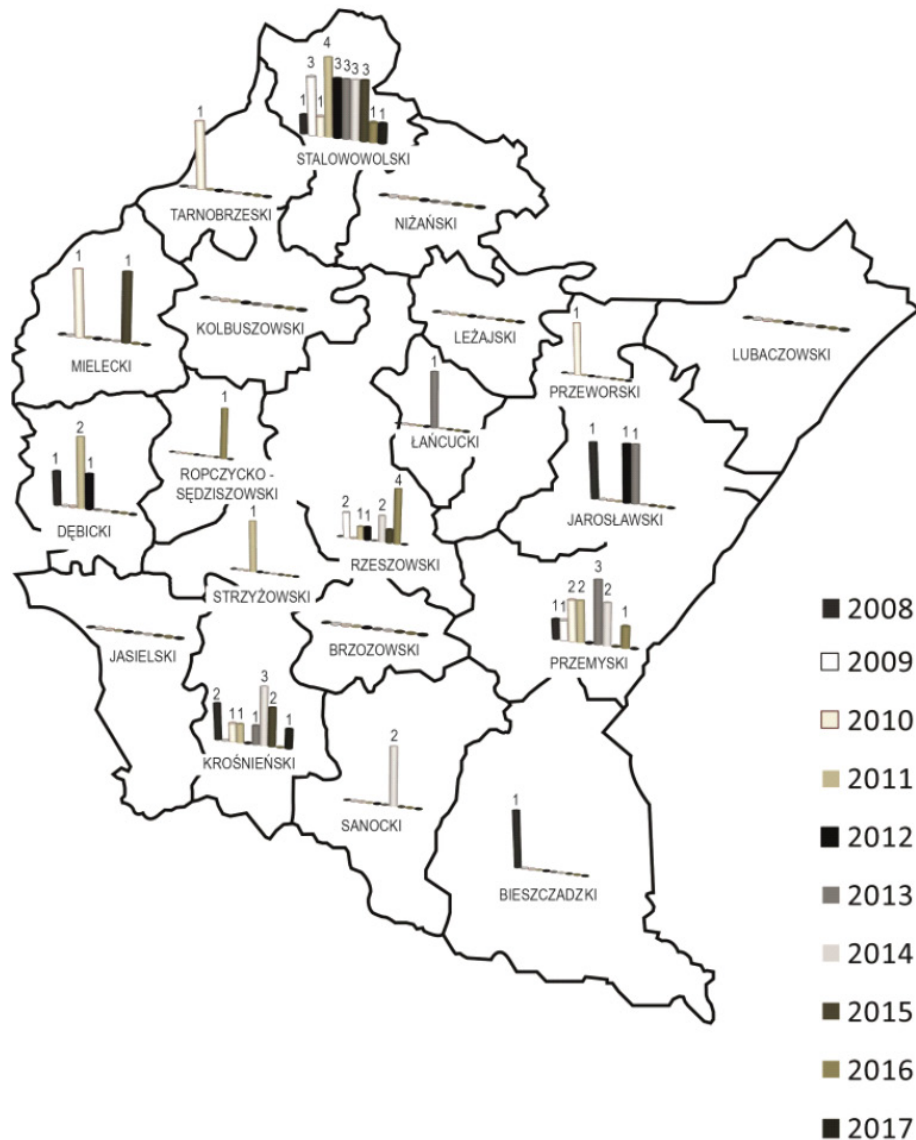 4
3
3 3 3 3
1
1
1 1
STALOWOWOLSKI
1
TARNOBRZESKI
NIŻAŃSKI
1
1
MIELECKI
KOLBUSZOWSKI
LEŻAJSKI
LUBACZOWSKI
1
PRZEWORSKI
1
ŁAŃCUCKI
1
ROPCZYCKO -
SĘDZISZOWSKI
2
1
1
DĘBICKI
1
1 1
JAROSŁAWSKI
4
2
2
1 1
RZESZOWSKI
1
STRZYŻOWSKI
3
2 2
2
1 1
1
PRZEMYSKI
JASIELSKI
BRZOZOWSKI
3
2
2
1 1
1
1
KROŚNIEŃSKI
2
SANOCKI
1
BIESZCZADZKI
2008
2009
2010
2011
2012
2013
2014
2015
2016
2017